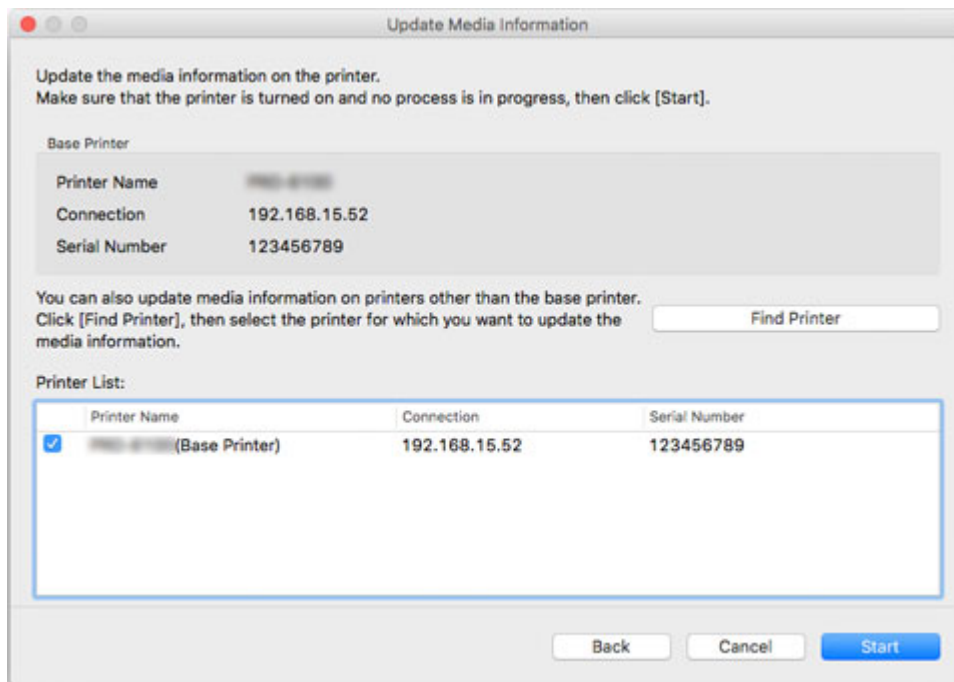 Update Media Information
Update the media information on the printer.
Make sure that the printer is turned on and no process is in progress, then click [Start].
Base Printer
Printer Name
Connection 192.168.15.52
Serial Number 123456789
You can also update media information on printers other than the base printer.
Click [Find Printer], then select the printer for which you want to update the
media information.
Find Printer
Printer List:
Printer Name Connection Serial Number
(Base Printer) 192.168.15.52 123456789
Back Cancel Start